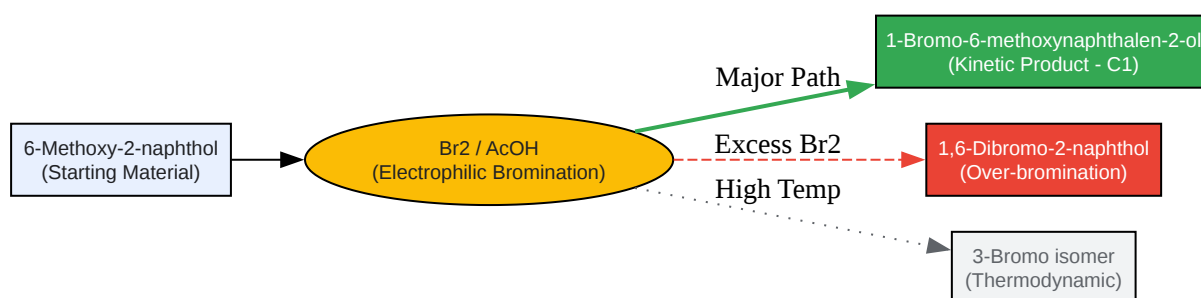 6-Methoxy-2-naphthol
(Starting Material)
Br2 / AcOH
(Electrophilic Bromination)
Major Path
Excess Br2
High Temp
1-Bromo-6-methoxynaphthalen-2-ol
(Kinetic Product - C1)
1,6-Dibromo-2-naphthol
(Over-bromination)
3-Bromo isomer
(Thermodynamic)